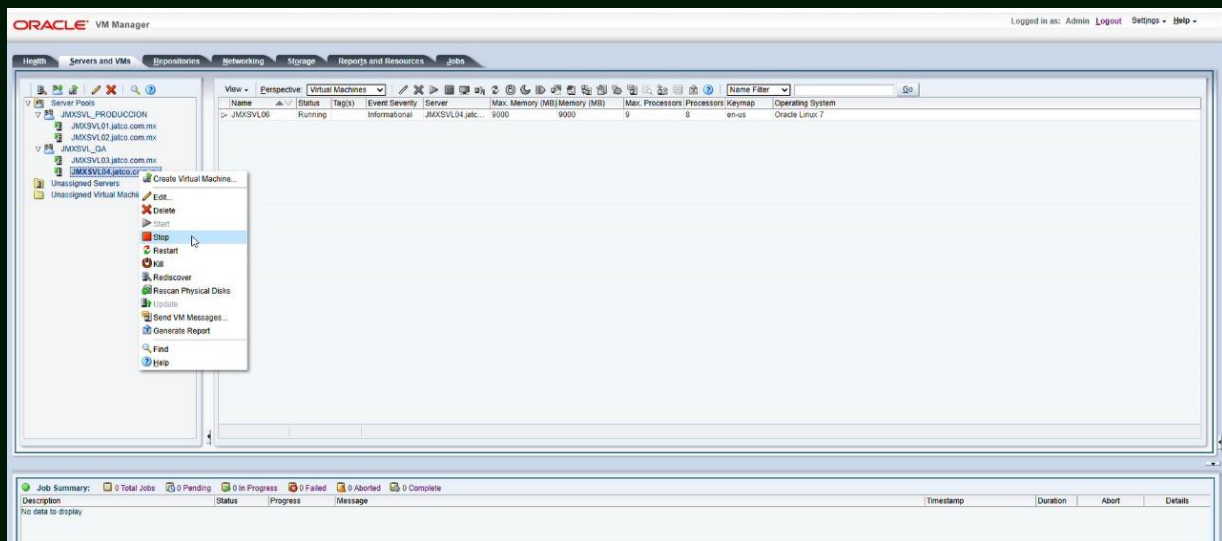 ORACLE VM Manager
Logged in as: Admin Logout Settings Help
Health Servers and VMs Repositories Networking Storage Reports and Resources Jobs
View Perspective: Virtual Machines Name Filter Go
Server Pools
JMXSVL_PRODUCCION
JMXSVL01.jatco.com.mx
JMXSVL02.jatco.com.mx
JMXSVL_QA
JMXSVL03.jatco.com.mx
JMXSVL04.jatco.co
Unassigned Servers
Unassigned Virtual Machi
Name Status Tag(s) Event Severity Server Max. Memory (MB) Memory (MB) Max. Processors Processors Keymap Operating System
JMXSVL06 Running Informational JMXSVL04.jatc... 9000 9000 9 8 en-us Oracle Linux 7
Create Virtual Machine...
Edit...
Delete
Start
Stop
Restart
Kill
Rediscover
Rescan Physical Disks
Update
Send VM Messages...
Generate Report
Find
Help
Job Summary: 0 Total Jobs 0 Pending 0 In Progress 0 Failed 0 Aborted 0 Complete
Description Status Progress Message Timestamp Duration Abort Details
No data to display